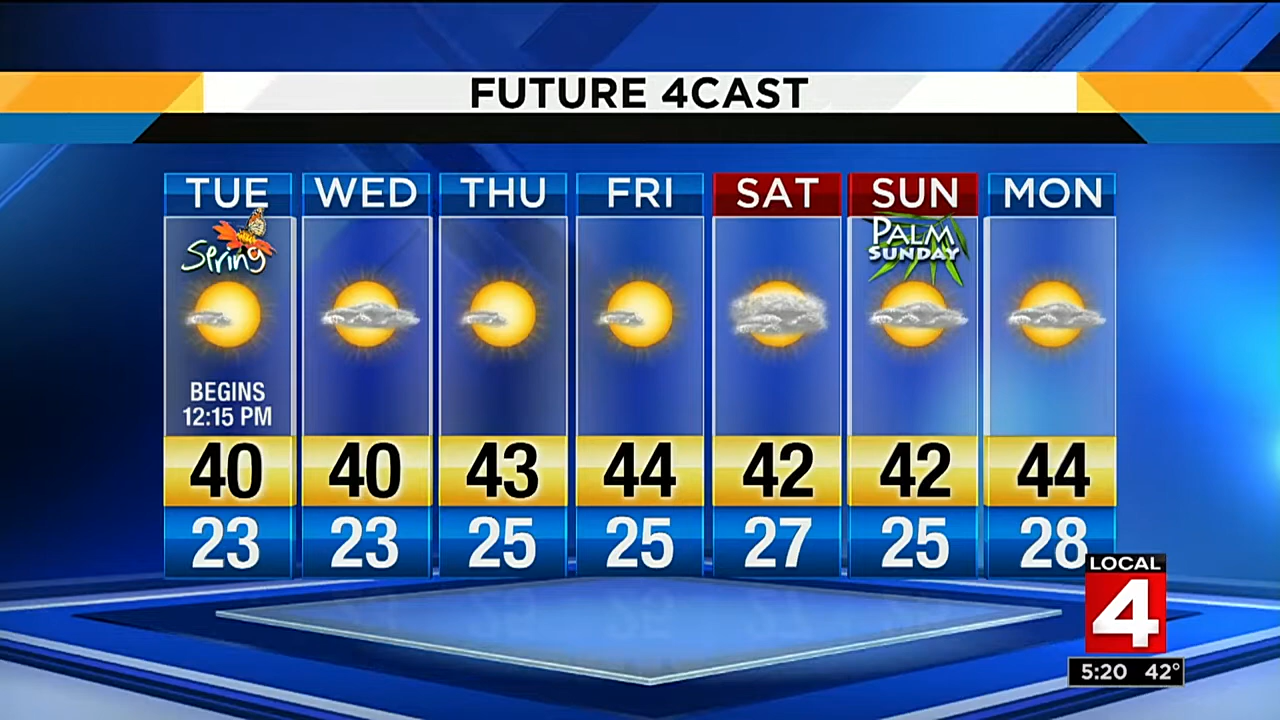 FUTURE 4CAST
TUE WED THU FRI SAT SUN MON
Spring
PALM
SUNDAY
BEGINS
12:15 PM
40 40 43 44 42 42 44
23 23 25 25 27 25 28
LOCAL
4
5:20 42°